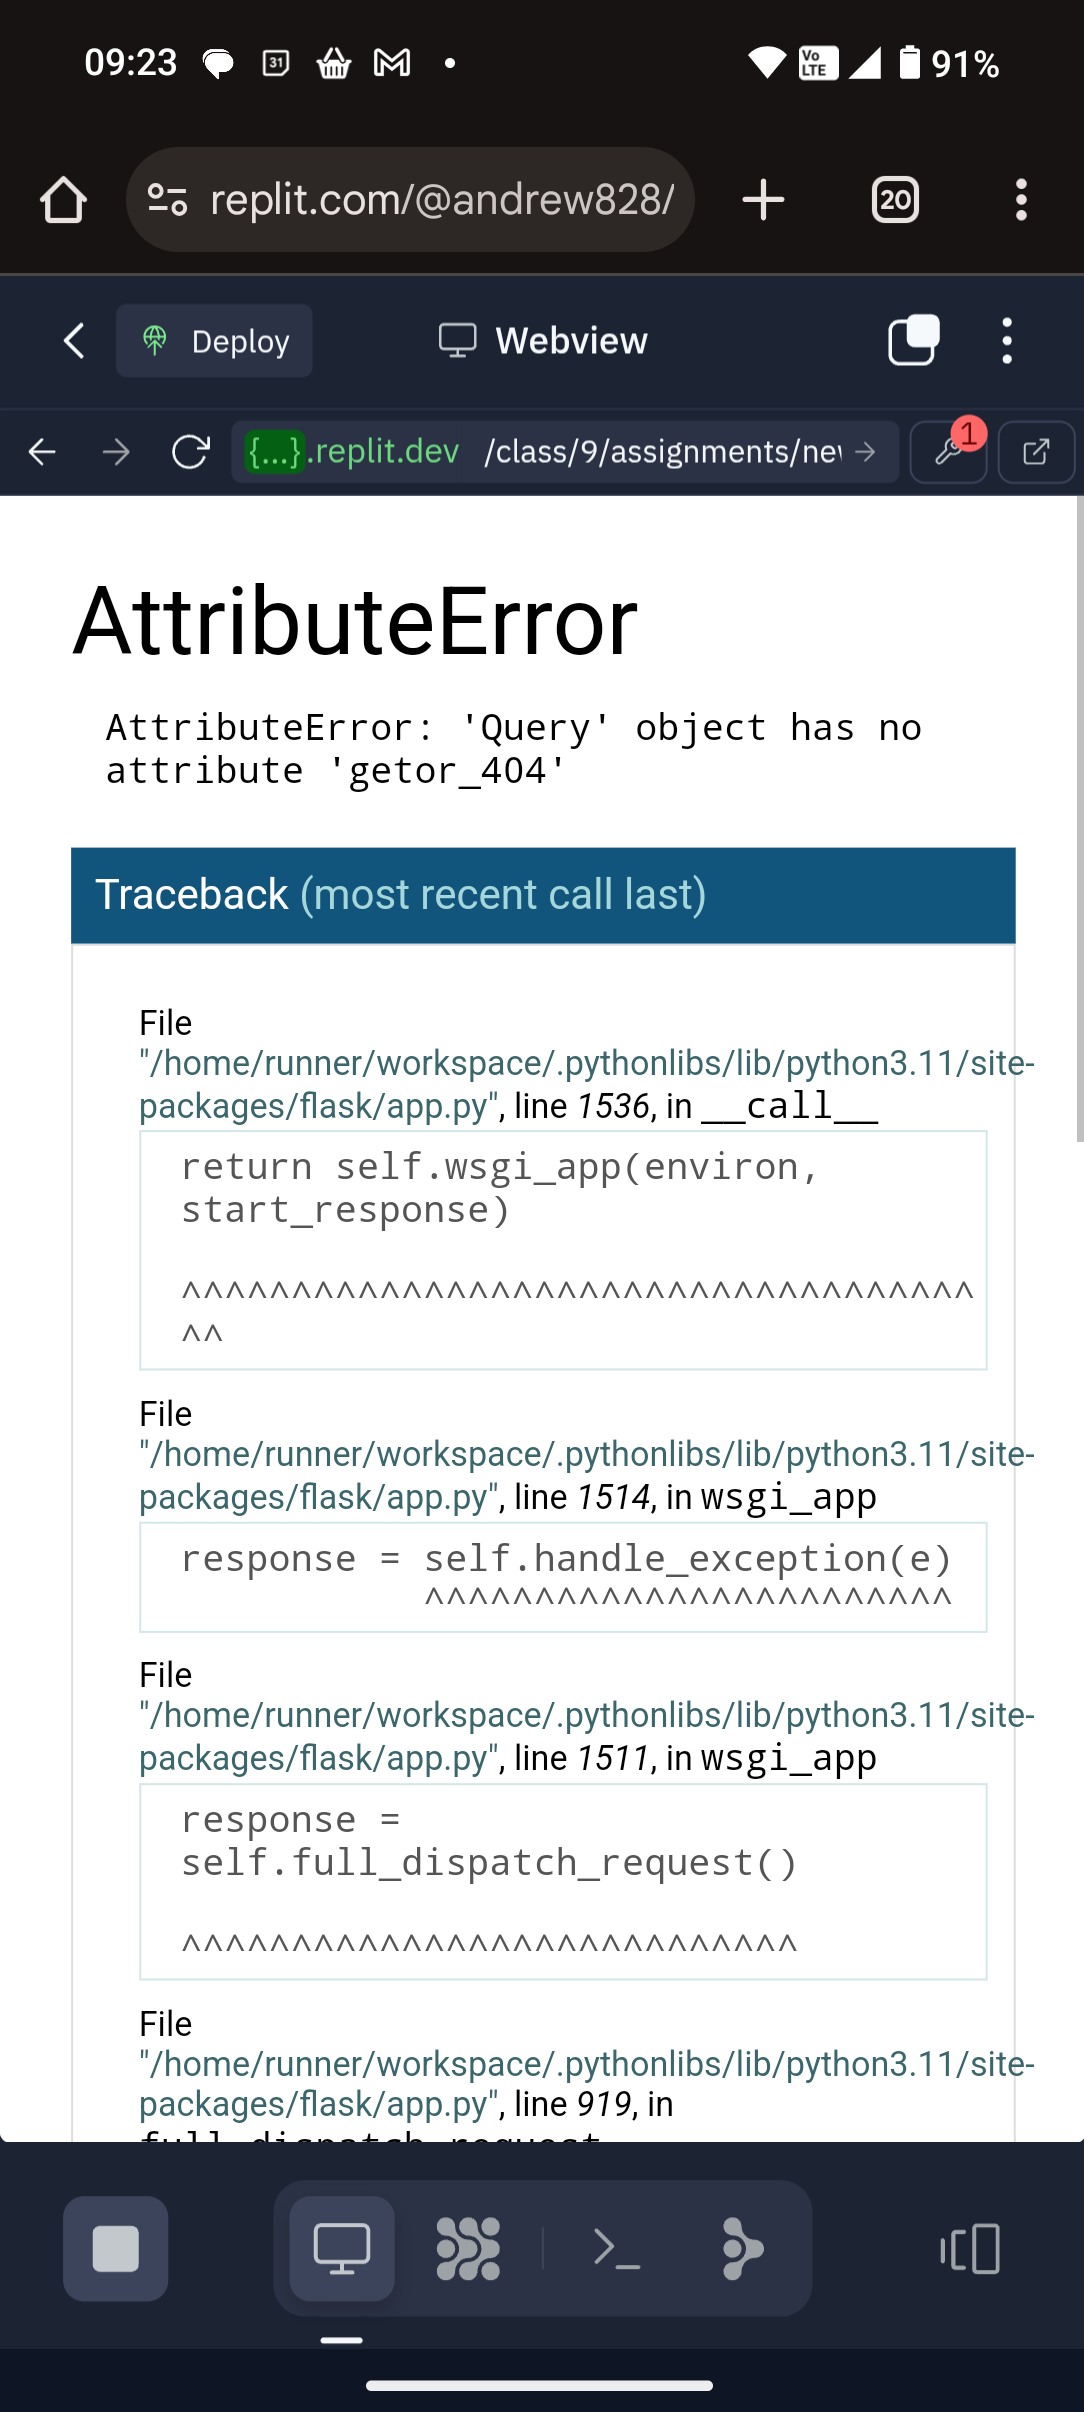 09:23 31 Vo LTE 91%
replit.com/@andrew828/ 20
Deploy Webview
{...}.replit.dev /class/9/assignments/nev 1
AttributeError
AttributeError: 'Query' object has no
attribute 'getor_404'
Traceback (most recent call last)
File
"/home/runner/workspace/.pythonlibs/lib/python3.11/site-
packages/flask/app.py", line 1536, in __call__
return self.wsgi_app(environ,
start_response)
^^^^^^^^^^^^^^^^^^^^^^^^^^^^^^^^^^^^
^^
File
"/home/runner/workspace/.pythonlibs/lib/python3.11/site-
packages/flask/app.py", line 1514, in wsgi_app
response = self.handle_exception(e)
^^^^^^^^^^^^^^^^^^^^^^^^
File
"/home/runner/workspace/.pythonlibs/lib/python3.11/site-
packages/flask/app.py", line 1511, in wsgi_app
response =
self.full_dispatch_request()
^^^^^^^^^^^^^^^^^^^^^^^^^^^^
File
"/home/runner/workspace/.pythonlibs/lib/python3.11/site-
packages/flask/app.py", line 919, in
full_dispatch_request